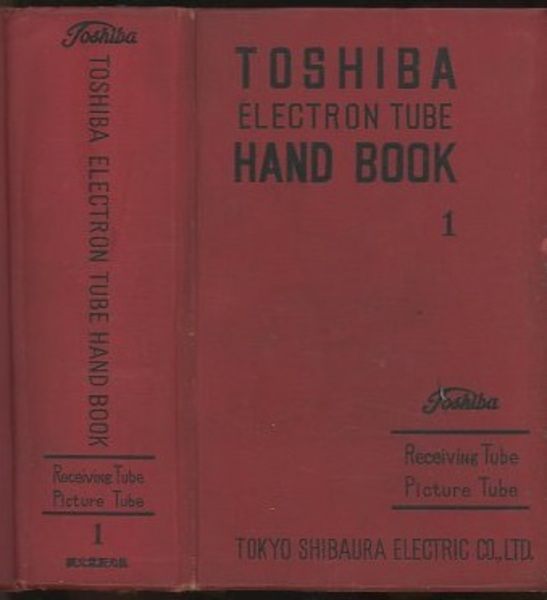 Toshiba
TOSHIBA ELECTRON TUBE HAND BOOK
Receiving Tube
Picture Tube
1
TOSHIBA
ELECTRON TUBE
HAND BOOK
1
Toshiba
Receiving Tube
Picture Tube
TOKYO SHIBAURA ELECTRIC CO., LTD.